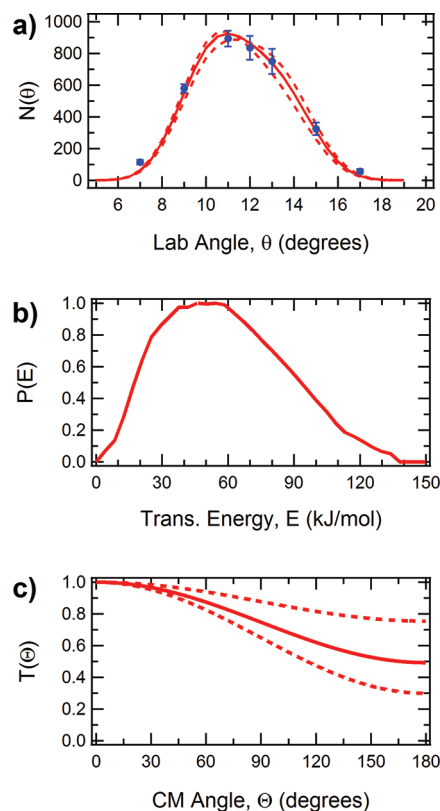 a)
N(θ)
1000
800
600
400
200
0
6 8 10 12 14 16 18 20
Lab Angle, θ (degrees)
b)
P(E)
1.0
0.8
0.6
0.4
0.2
0.0
0 30 60 90 120 150
Trans. Energy, E (kJ/mol)
c)
T(Θ)
1.0
0.8
0.6
0.4
0.2
0.0
0 30 60 90 120 150 180
CM Angle, Θ (degrees)